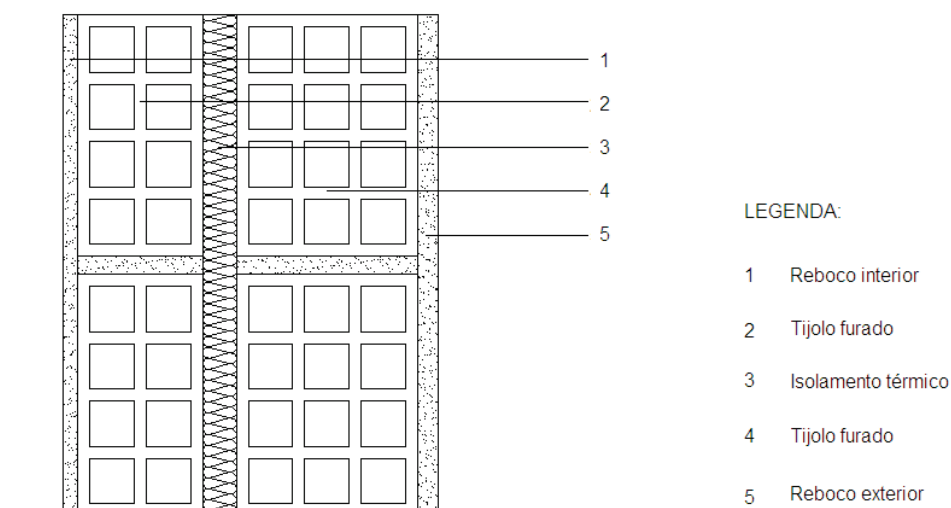 1
2
3
4
5
LEGENDA:
1 Reboco interior
2 Tijolo furado
3 Isolamento térmico
4 Tijolo furado
5 Reboco exterior